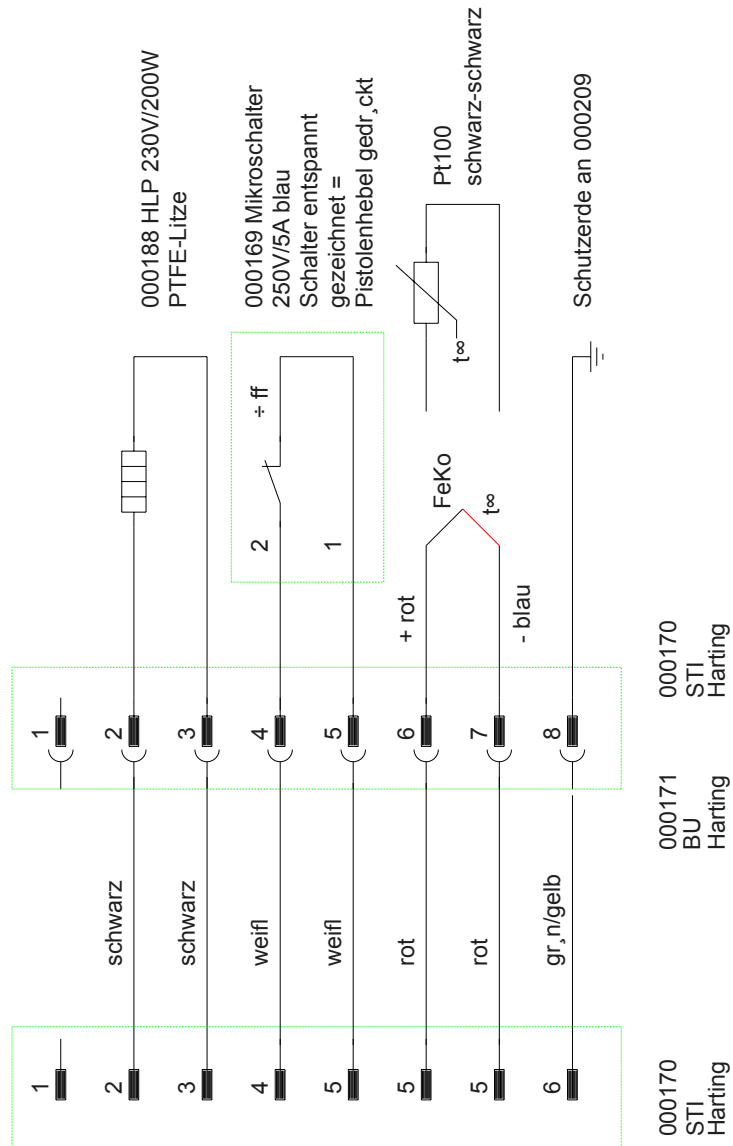 000188 HLP 230V/200W
PTFE-Litze
000169 Mikroschalter
250V/5A blau
Schalter entspannt
gezeichnet =
Pistolenhebel gedr¸ckt
Pt100
schwarz-schwarz
Schutzerde an 000209
÷ ff
2
1
t∞
FeKo
t∞
+ rot
- blau
1
2
3
4
5
6
7
8
000170
STI
Harting
000171
BU
Harting
schwarz
schwarz
weifl
weifl
rot
rot
gr¸n/gelb
1
2
3
4
5
5
5
6
000170
STI
Harting